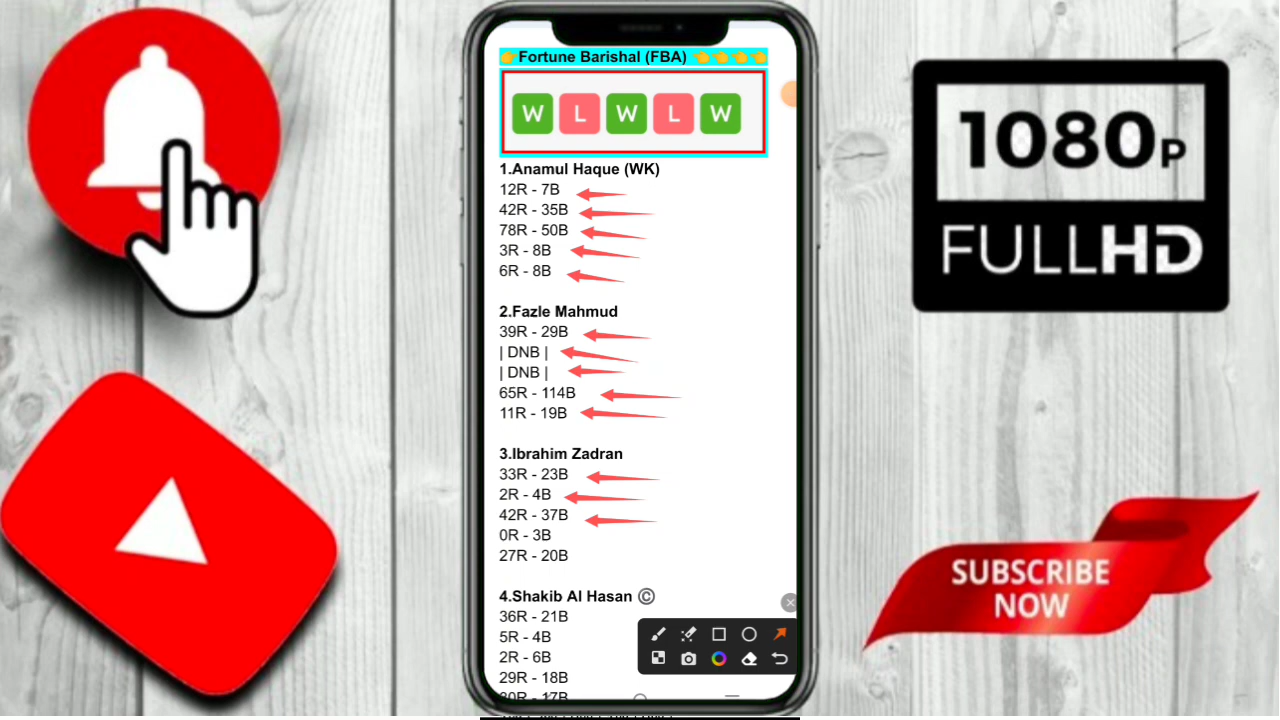 👉Fortune Barishal (FBA) 👈👈👈👈
W L W L W
1.Anamul Haque (WK)
12R - 7B
42R - 35B
78R - 50B
3R - 8B
6R - 8B
2.Fazle Mahmud
39R - 29B
| DNB |
| DNB |
65R - 114B
11R - 19B
3.Ibrahim Zadran
33R - 23B
2R - 4B
42R - 37B
0R - 3B
27R - 20B
4.Shakib Al Hasan ©
36R - 21B
5R - 4B
2R - 6B
29R - 18B
1080P
FULLHD
SUBSCRIBE
NOW